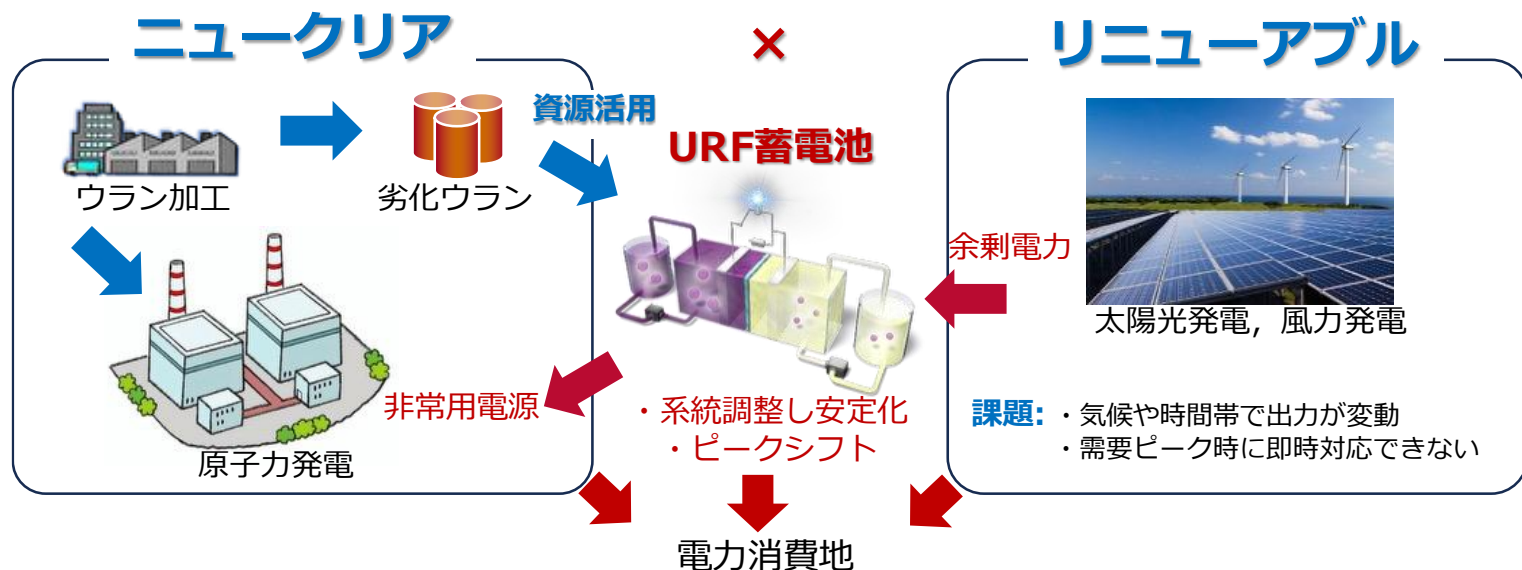 ニュークリア
×
リニューアブル
資源活用
URF蓄電池
ウラン加工
劣化ウラン
余剰電力
太陽光発電，風力発電
非常用電源
・系統調整し安定化
・ピークシフト
課題: ・気候や時間帯で出力が変動
・需要ピーク時に即時対応できない
原子力発電
電力消費地